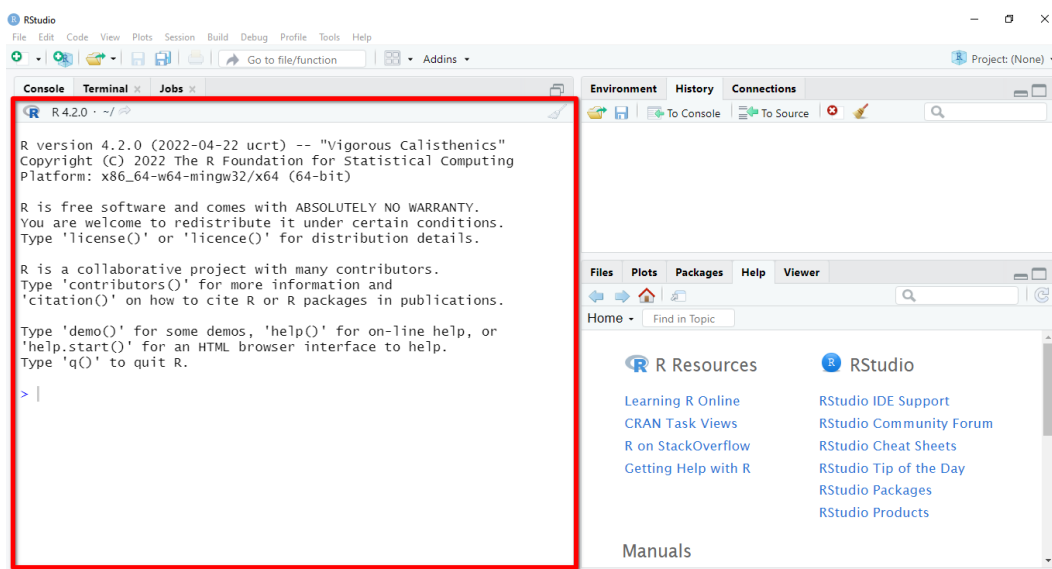 RStudio
File Edit Code View Plots Session Build Debug Profile Tools Help
Go to file/function Addins Project: (None)
Console Terminal Jobs
R 4.2.0 · ~/
R version 4.2.0 (2022-04-22 ucrt) -- "Vigorous Calisthenics"
Copyright (C) 2022 The R Foundation for Statistical Computing
Platform: x86_64-w64-mingw32/x64 (64-bit)
R is free software and comes with ABSOLUTELY NO WARRANTY.
You are welcome to redistribute it under certain conditions.
Type 'license()' or 'licence()' for distribution details.
R is a collaborative project with many contributors.
Type 'contributors()' for more information and
'citation()' on how to cite R or R packages in publications.
Type 'demo()' for some demos, 'help()' for on-line help, or
'help.start()' for an HTML browser interface to help.
Type 'q()' to quit R.
>
Environment History Connections
To Console To Source
Files Plots Packages Help Viewer
Home Find in Topic
R Resources
Learning R Online
CRAN Task Views
R on StackOverflow
Getting Help with R
RStudio
RStudio IDE Support
RStudio Community Forum
RStudio Cheat Sheets
RStudio Tip of the Day
RStudio Packages
RStudio Products
Manuals